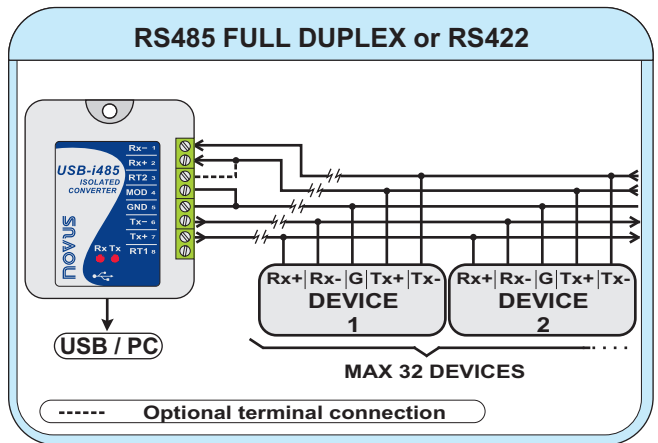 RS485 FULL DUPLEX or RS422
USB-i485
ISOLATED
CONVERTER
NOVUS
Rx Tx
Rx− 1
Rx+ 2
RT2 3
MOD 4
GND 5
Tx− 6
Tx+ 7
RT1 8
USB / PC
Rx+|Rx-|G|Tx+|Tx-
DEVICE
1
Rx+|Rx-|G|Tx+|Tx-
DEVICE
2
MAX 32 DEVICES
------ Optional terminal connection